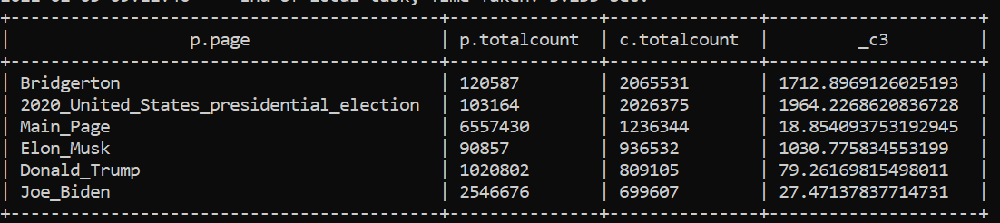 +--------------------------------------------+---------------+---------------+---------------------+
| p.page | p.totalcount | c.totalcount | _c3 |
+--------------------------------------------+---------------+---------------+---------------------+
| Bridgerton | 120587 | 2065531 | 1712.8969126025193 |
| 2020_United_States_presidential_election | 103164 | 2026375 | 1964.2268620836728 |
| Main_Page | 6557430 | 1236344 | 18.854093753192945 |
| Elon_Musk | 90857 | 936532 | 1030.775834553199 |
| Donald_Trump | 1020802 | 809105 | 79.26169815498011 |
| Joe_Biden | 2546676 | 699607 | 27.47137837714731 |
+--------------------------------------------+---------------+---------------+---------------------+